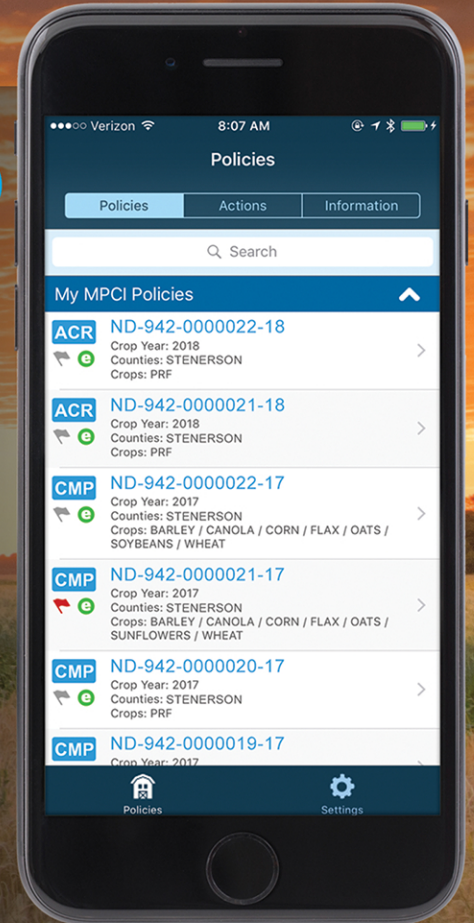 Verizon 8:07 AM
Policies
Policies Actions Information
Search
My MPCI Policies
ACR ND-942-0000022-18
Crop Year: 2018
e Counties: STENERSON
Crops: PRF
ACR ND-942-0000021-18
Crop Year: 2018
e Counties: STENERSON
Crops: PRF
CMP ND-942-0000022-17
Crop Year: 2017
e Counties: STENERSON
Crops: BARLEY / CANOLA / CORN / FLAX / OATS /
SOYBEANS / WHEAT
CMP ND-942-0000021-17
Crop Year: 2017
e Counties: STENERSON
Crops: BARLEY / CANOLA / CORN / FLAX / OATS /
SUNFLOWERS / WHEAT
CMP ND-942-0000020-17
Crop Year: 2017
e Counties: STENERSON
Crops: PRF
CMP ND-942-0000019-17
Crop Year: 2017
Policies Settings